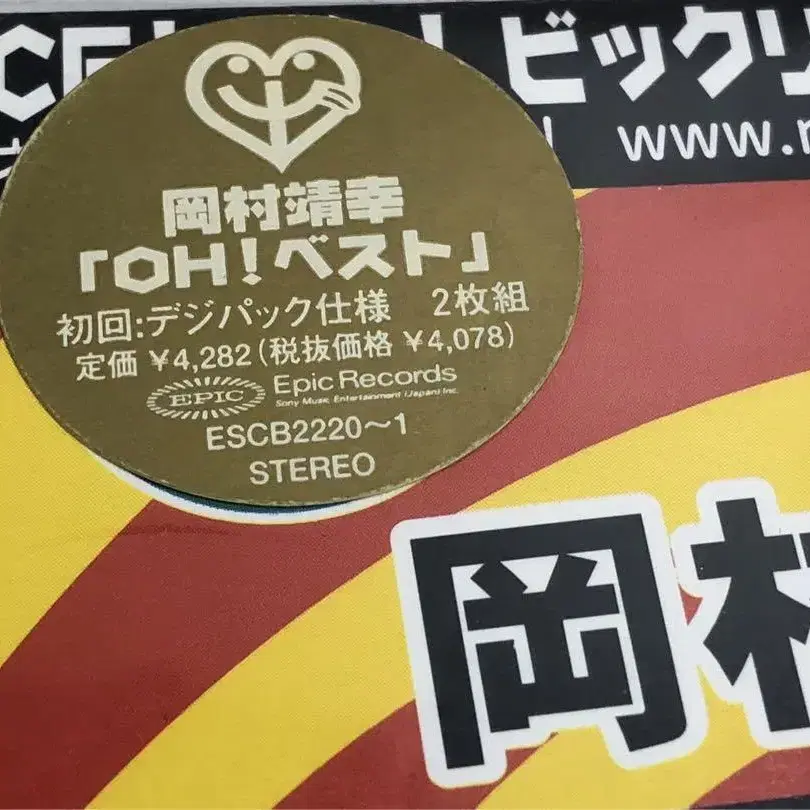 ビックリ
www.
岡村靖幸
「OH!ベスト」
初回:デジパック仕様 2枚組
定価 ¥4,282(税抜価格 ¥4,078)
EPIC
Epic Records
Sony Music Entertainment (Japan) Inc.
ESCB2220〜1
STEREO
岡村